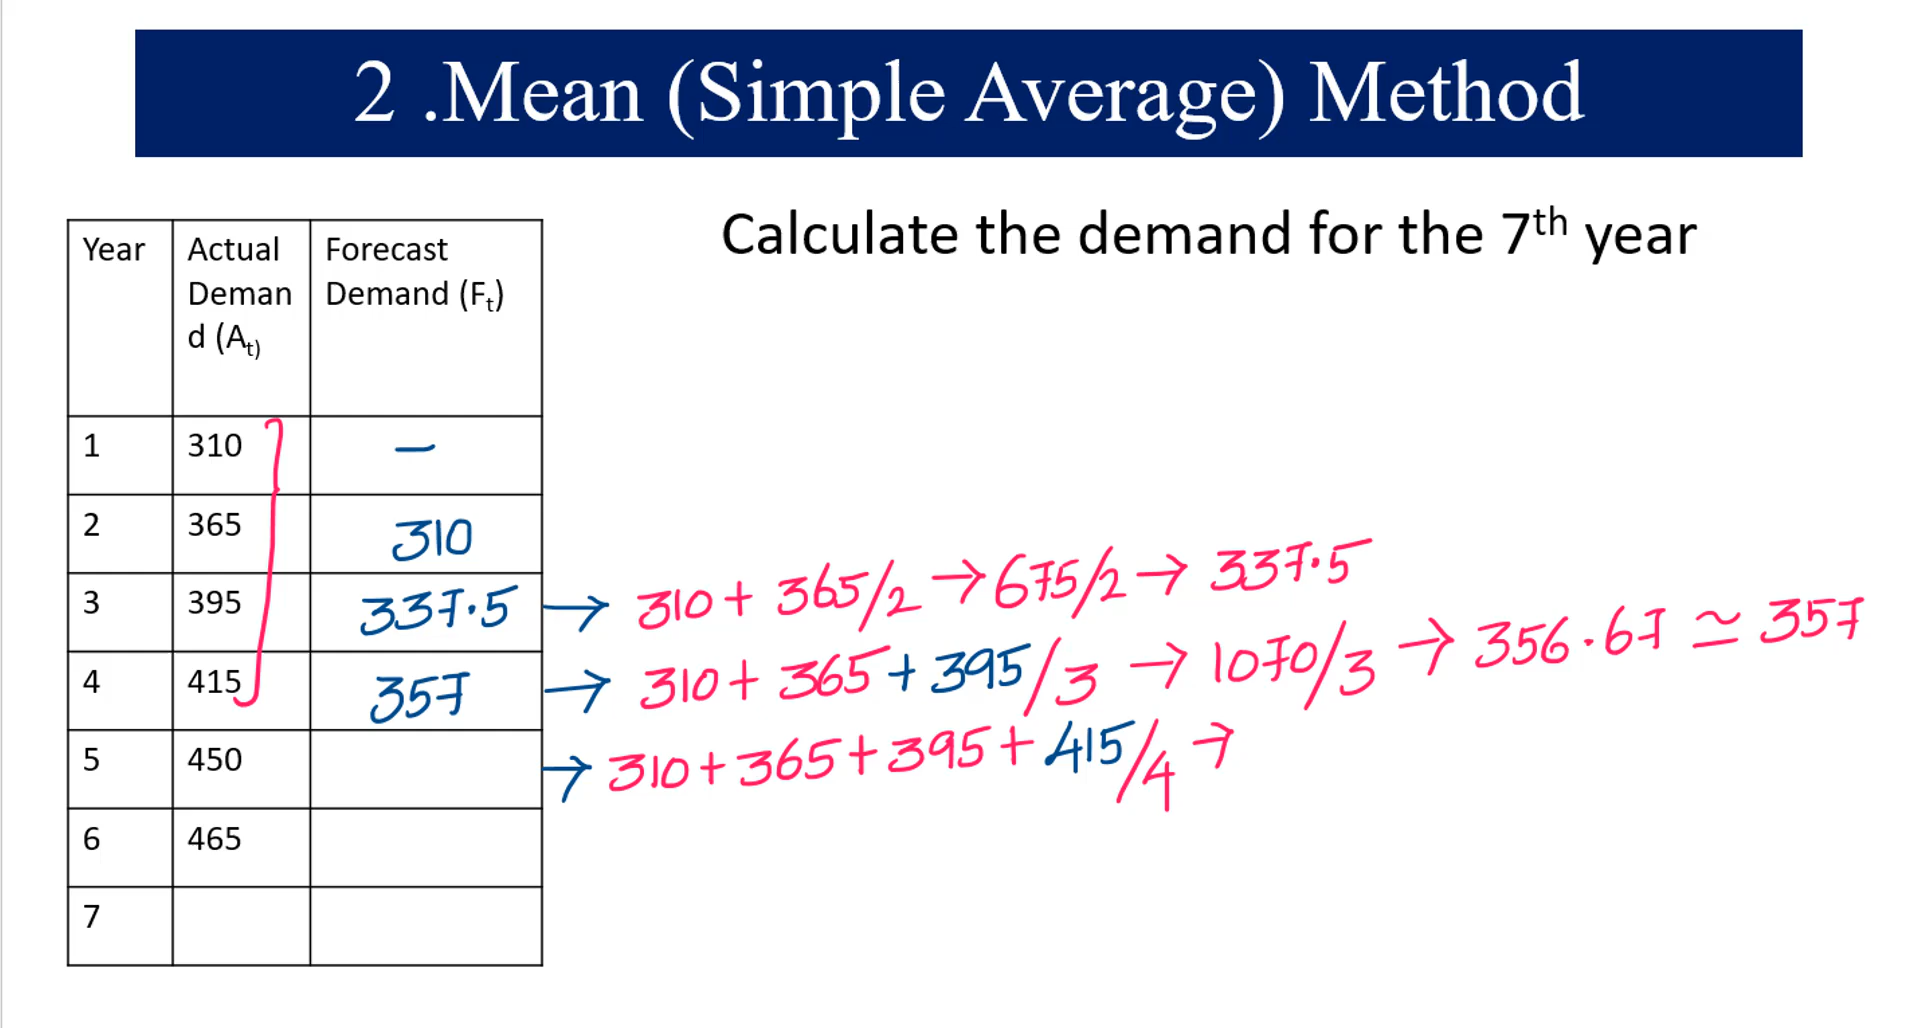 2 .Mean (Simple Average) Method
Calculate the demand for the 7th year
Year Actual Deman d (At) Forecast Demand (Ft)
1 310 –
2 365 310
3 395 337.5 → 310 + 365/2 → 675/2 → 337.5
4 415 357 → 310 + 365 + 395/3 → 1070/3 → 356.67 ≃ 357
5 450 → 310 + 365 + 395 + 415/4 →
6 465
7